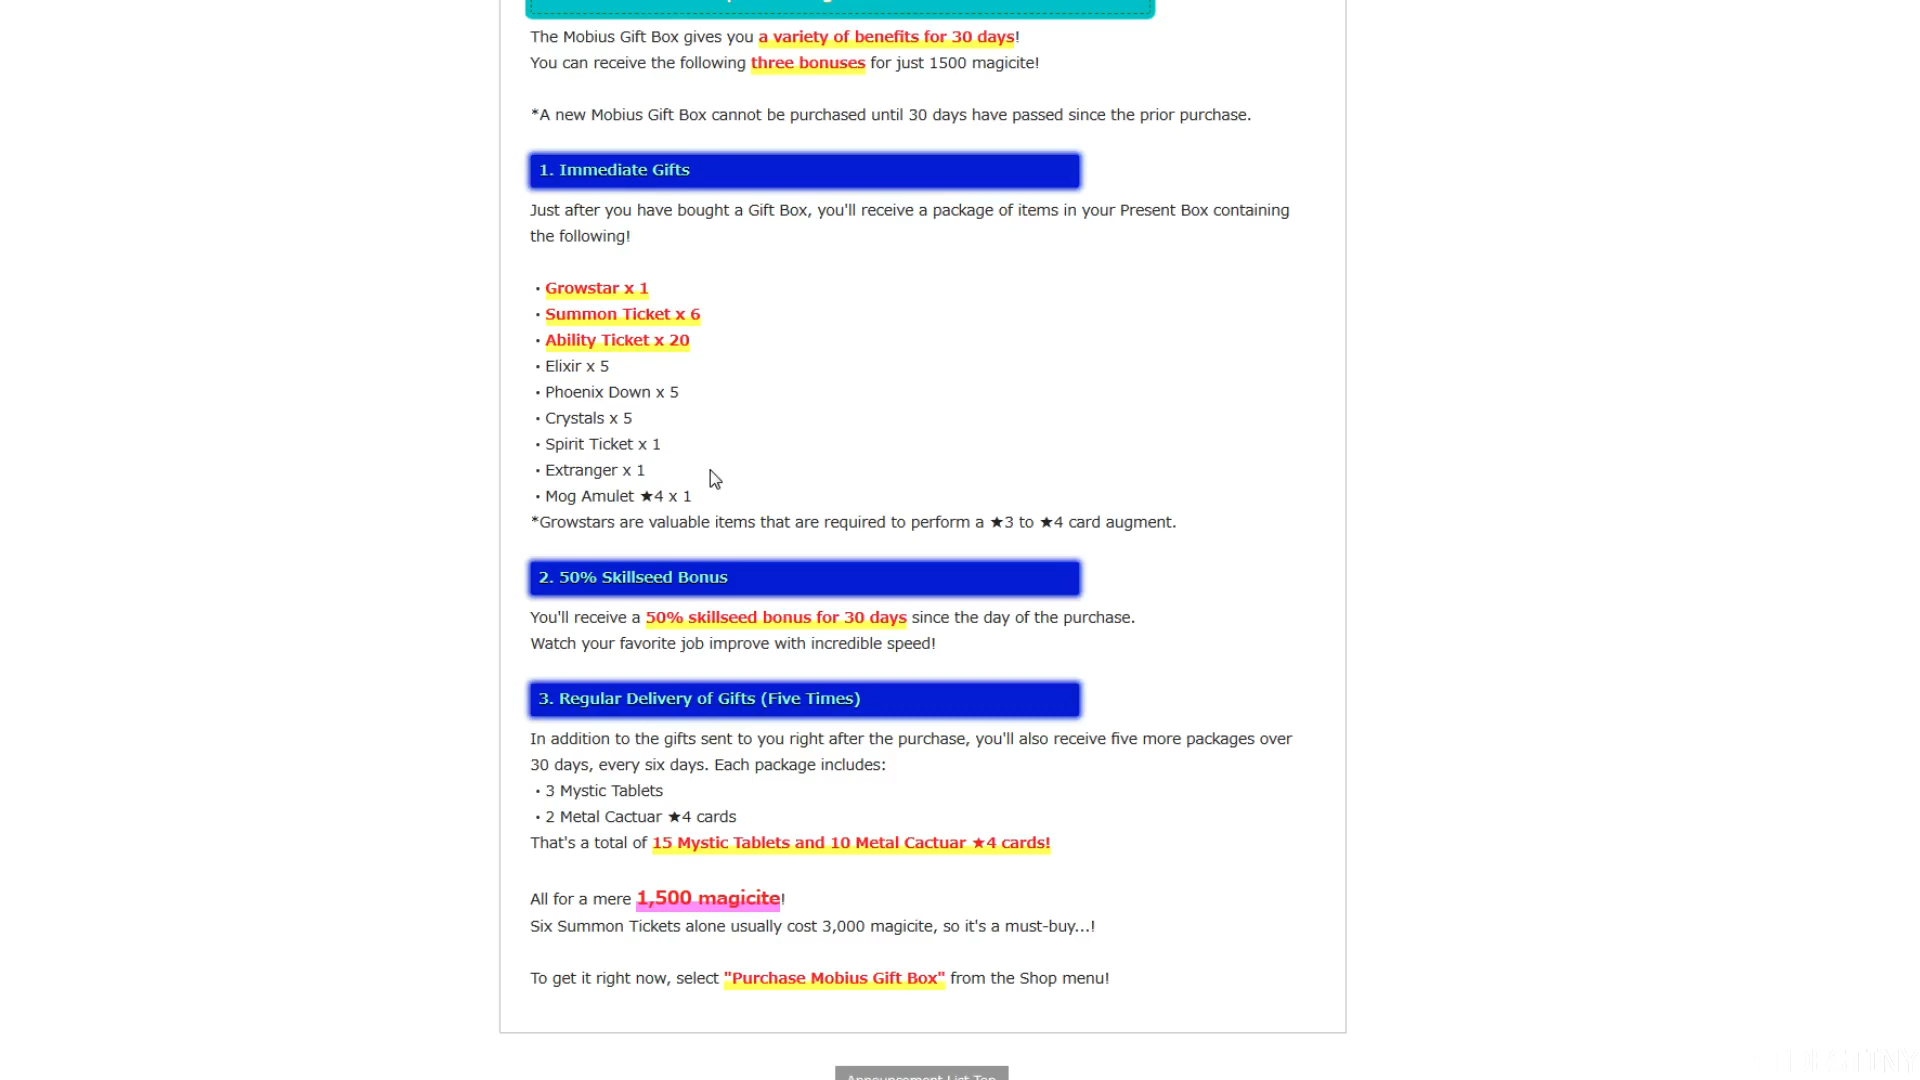 The Mobius Gift Box gives you a variety of benefits for 30 days!
You can receive the following three bonuses for just 1500 magicite!
*A new Mobius Gift Box cannot be purchased until 30 days have passed since the prior purchase.
1. Immediate Gifts
Just after you have bought a Gift Box, you'll receive a package of items in your Present Box containing
the following!
・Growstar x 1
・Summon Ticket x 6
・Ability Ticket x 20
・Elixir x 5
・Phoenix Down x 5
・Crystals x 5
・Spirit Ticket x 1
・Extranger x 1
・Mog Amulet ★4 x 1
*Growstars are valuable items that are required to perform a ★3 to ★4 card augment.
2. 50% Skillseed Bonus
You'll receive a 50% skillseed bonus for 30 days since the day of the purchase.
Watch your favorite job improve with incredible speed!
3. Regular Delivery of Gifts (Five Times)
In addition to the gifts sent to you right after the purchase, you'll also receive five more packages over
30 days, every six days. Each package includes:
・3 Mystic Tablets
・2 Metal Cactuar ★4 cards
That's a total of 15 Mystic Tablets and 10 Metal Cactuar ★4 cards!
All for a mere 1,500 magicite!
Six Summon Tickets alone usually cost 3,000 magicite, so it's a must-buy...!
To get it right now, select "Purchase Mobius Gift Box" from the Shop menu!
Announcement List Top